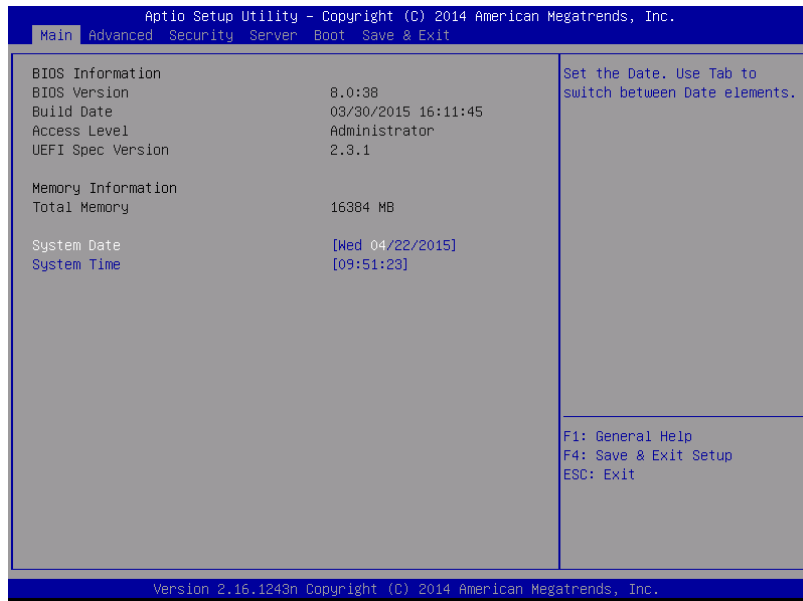 Aptio Setup Utility – Copyright (C) 2014 American Megatrends, Inc.
Main Advanced Security Server Boot Save & Exit
BIOS Information
BIOS Version 8.0:38
Build Date 03/30/2015 16:11:45
Access Level Administrator
UEFI Spec Version 2.3.1
Memory Information
Total Memory 16384 MB
System Date [Wed 04/22/2015]
System Time [09:51:23]
Set the Date. Use Tab to
switch between Date elements.
F1: General Help
F4: Save & Exit Setup
ESC: Exit
Version 2.16.1243n Copyright (C) 2014 American Megatrends, Inc.